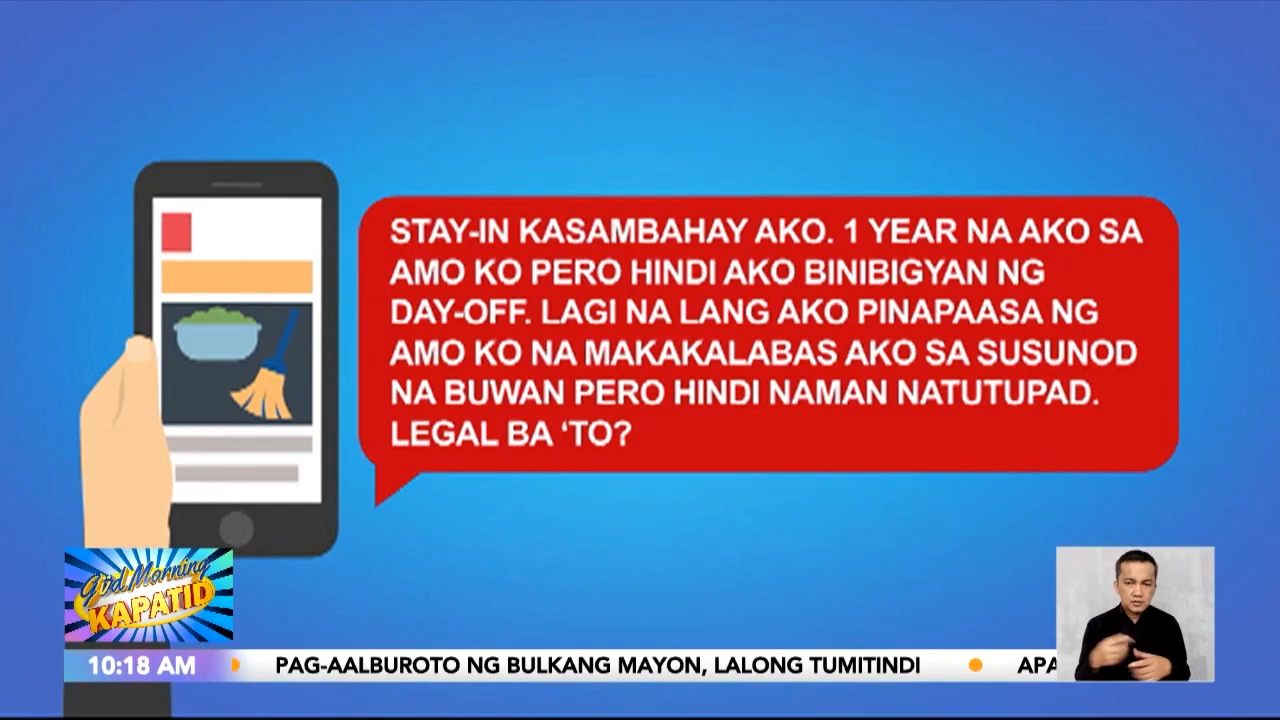 STAY-IN KASAMBAHAY AKO. 1 YEAR NA AKO SA
AMO KO PERO HINDI AKO BINIBIGYAN NG
DAY-OFF. LAGI NA LANG AKO PINAPAASA NG
AMO KO NA MAKAKALABAS AKO SA SUSUNOD
NA BUWAN PERO HINDI NAMAN NATUTUPAD.
LEGAL BA ‘TO?
Gud Morning
KAPATID
10:18 AM PAG-AALBUROTO NG BULKANG MAYON, LALONG TUMITINDI APA